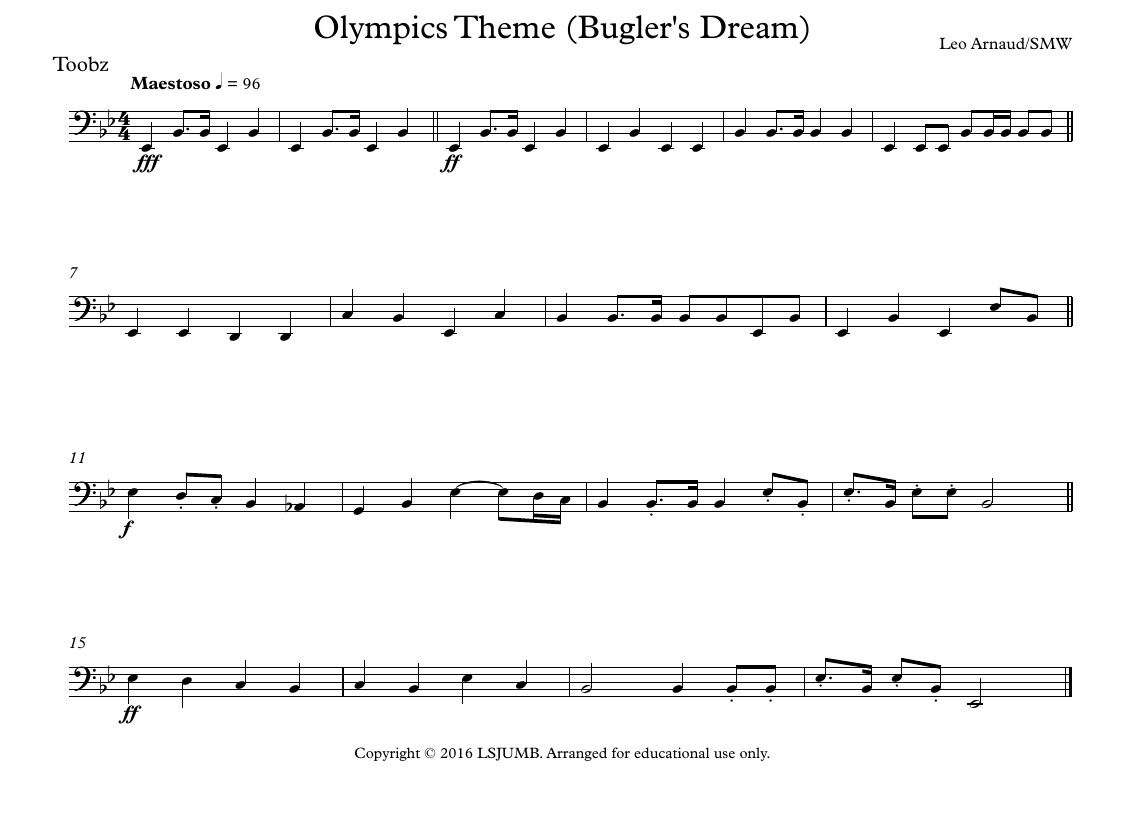 Olympics Theme (Bugler's Dream)
Leo Arnaud/SMW
Toobz
Maestoso ♩ = 96
4
4
fff
ff
7
11
f
15
ff
Copyright © 2016 LSJUMB. Arranged for educational use only.